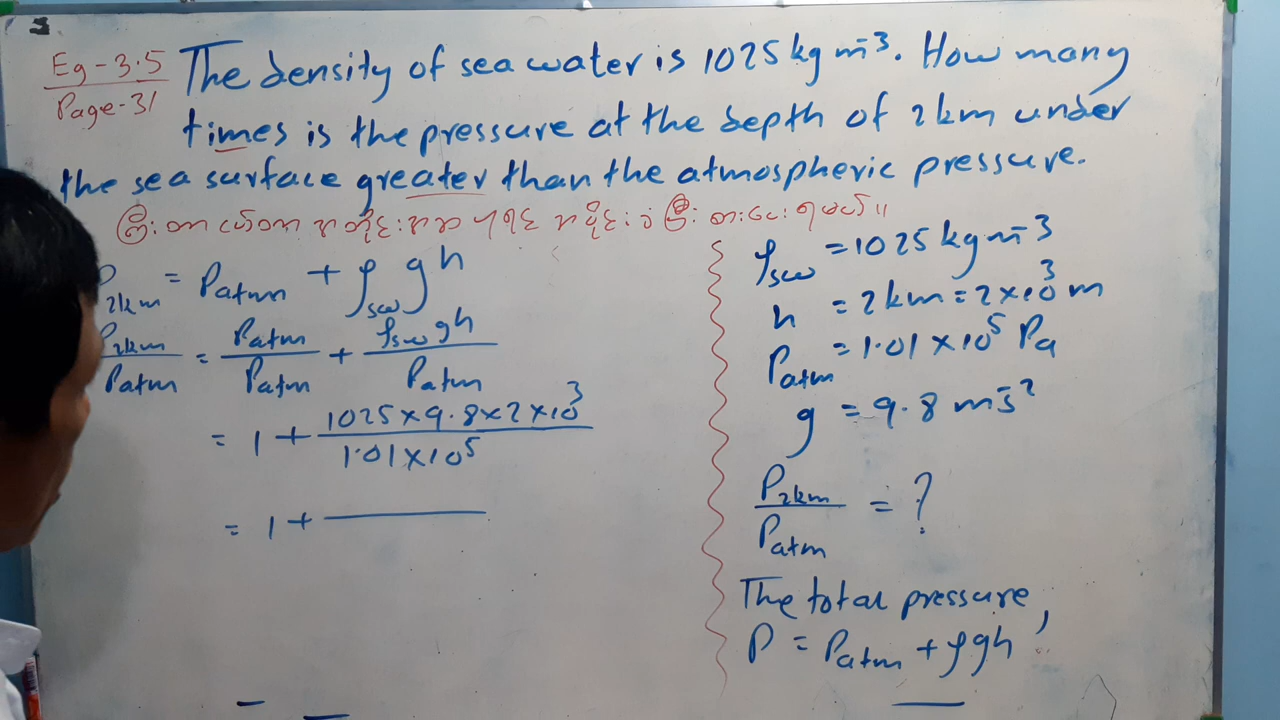 Eg-3.5
Page-31
The density of sea water is 1025 kg m⁻³. How many
times is the pressure at the depth of 2 km under
the sea surface greater than the atmospheric pressure.
P₂ₖₘ = Patm + ρsw gh
P₂ₖₘ/Patm = Patm/Patm + ρsw gh/Patm
= 1 + 1025×9.8×2×10³/1.01×10⁵
= 1 +
ρsw = 1025 kg m⁻³
h = 2 km = 2×10³ m
Patm = 1.01×10⁵ Pa
g = 9.8 ms⁻²
P₂ₖₘ/Patm = ?
The total pressure,
P = Patm + ρgh